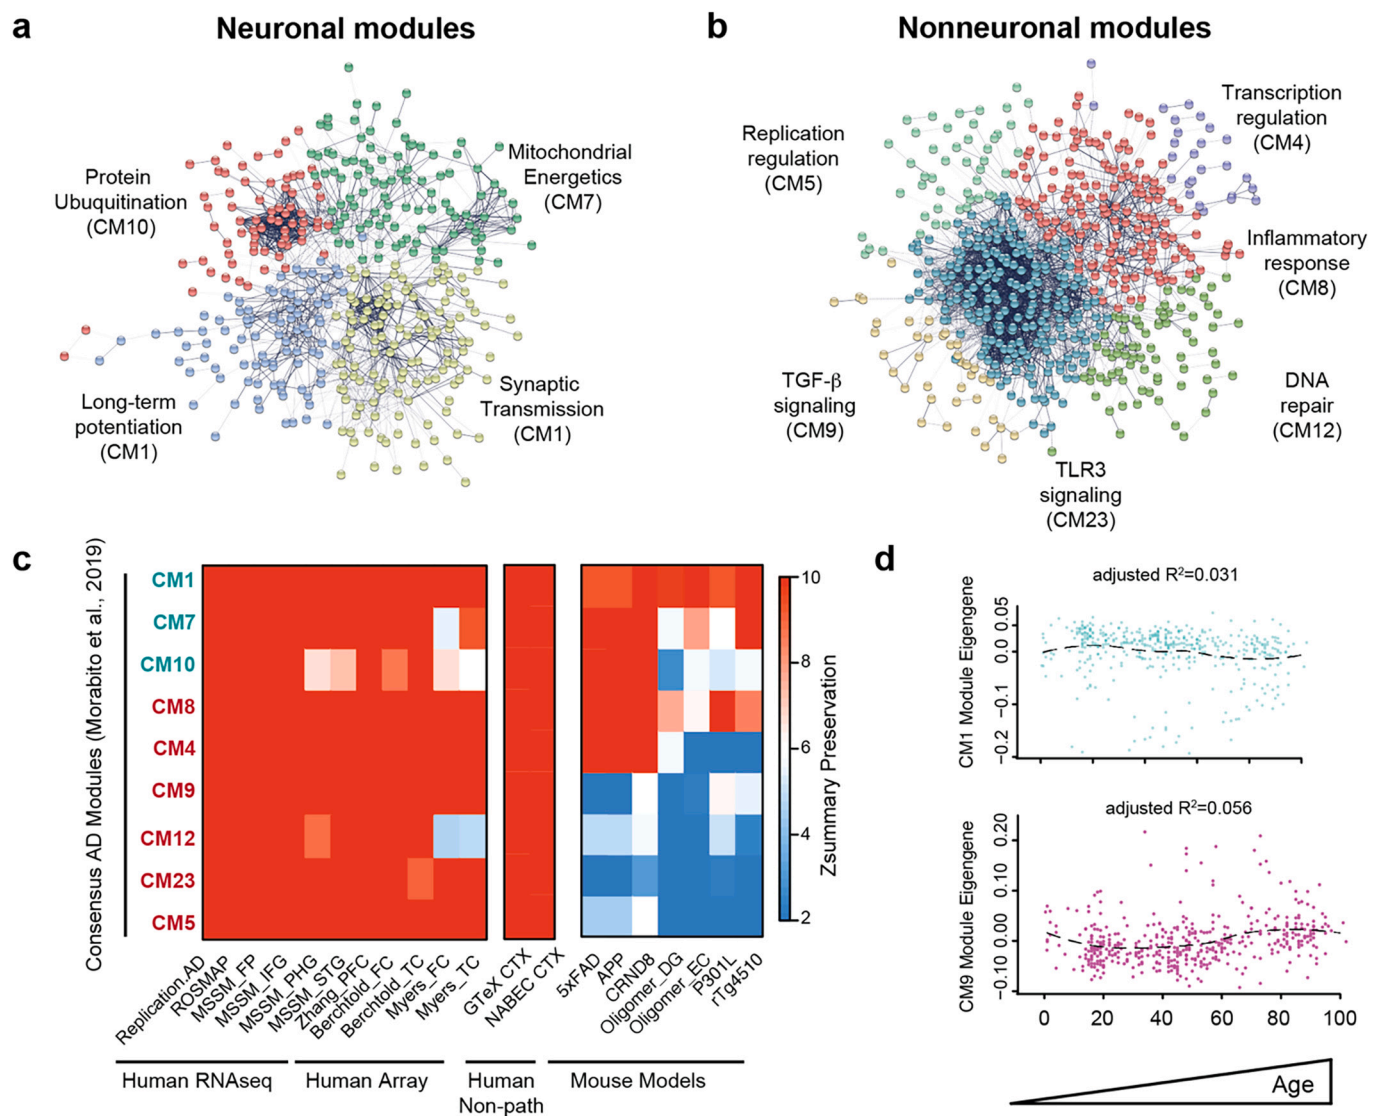 a
Neuronal modules
Protein
Ubuquitination
(CM10)
Mitochondrial
Energetics
(CM7)
Long-term
potentiation
(CM1)
Synaptic
Transmission
(CM1)
b
Nonneuronal modules
Replication
regulation
(CM5)
Transcription
regulation
(CM4)
Inflammatory
response
(CM8)
TGF-β
signaling
(CM9)
DNA
repair
(CM12)
TLR3
signaling
(CM23)
c
Consensus AD Modules (Morabito et al., 2019)
CM1
CM7
CM10
CM8
CM4
CM9
CM12
CM23
CM5
Replication.AD
ROSMAP
MSSM_FP
MSSM_IFG
MSSM_PHG
MSSM_STG
Zhang_PFC
Berchtold_FC
Berchtold_TC
Myers_FC
Myers_TC
GTeX CTX
NABEC CTX
5xFAD
APP
CRND8
Oligomer_DG
Oligomer_EC
P301L
rTg4510
Human RNAseq
Human Array
Human
Non-path
Mouse Models
10
8
6
4
2
Zsummary Preservation
d
adjusted R²=0.031
CM1 Module Eigengene
0.05
0.0
−0.1
−0.2
adjusted R²=0.056
CM9 Module Eigengene
0.20
0.10
0.00
−0.10
0 20 40 60 80 100
Age